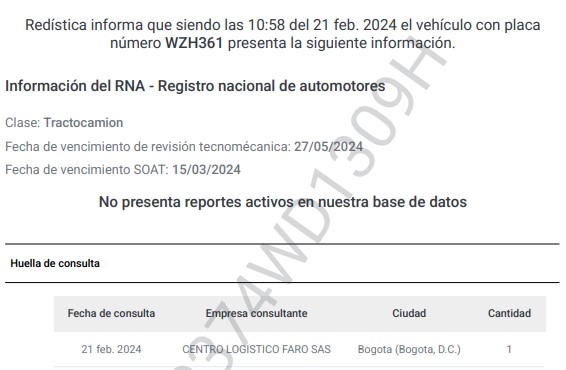 Redística informa que siendo las 10:58 del 21 feb. 2024 el vehículo con placa
número WZH361 presenta la siguiente información.
Información del RNA - Registro nacional de automotores
Clase: Tractocamion
Fecha de vencimiento de revisión tecnomécanica: 27/05/2024
Fecha de vencimiento SOAT: 15/03/2024
No presenta reportes activos en nuestra base de datos
Huella de consulta
Fecha de consulta Empresa consultante Ciudad Cantidad
21 feb. 2024 CENTRO LOGISTICO FARO SAS Bogota (Bogota, D.C.) 1